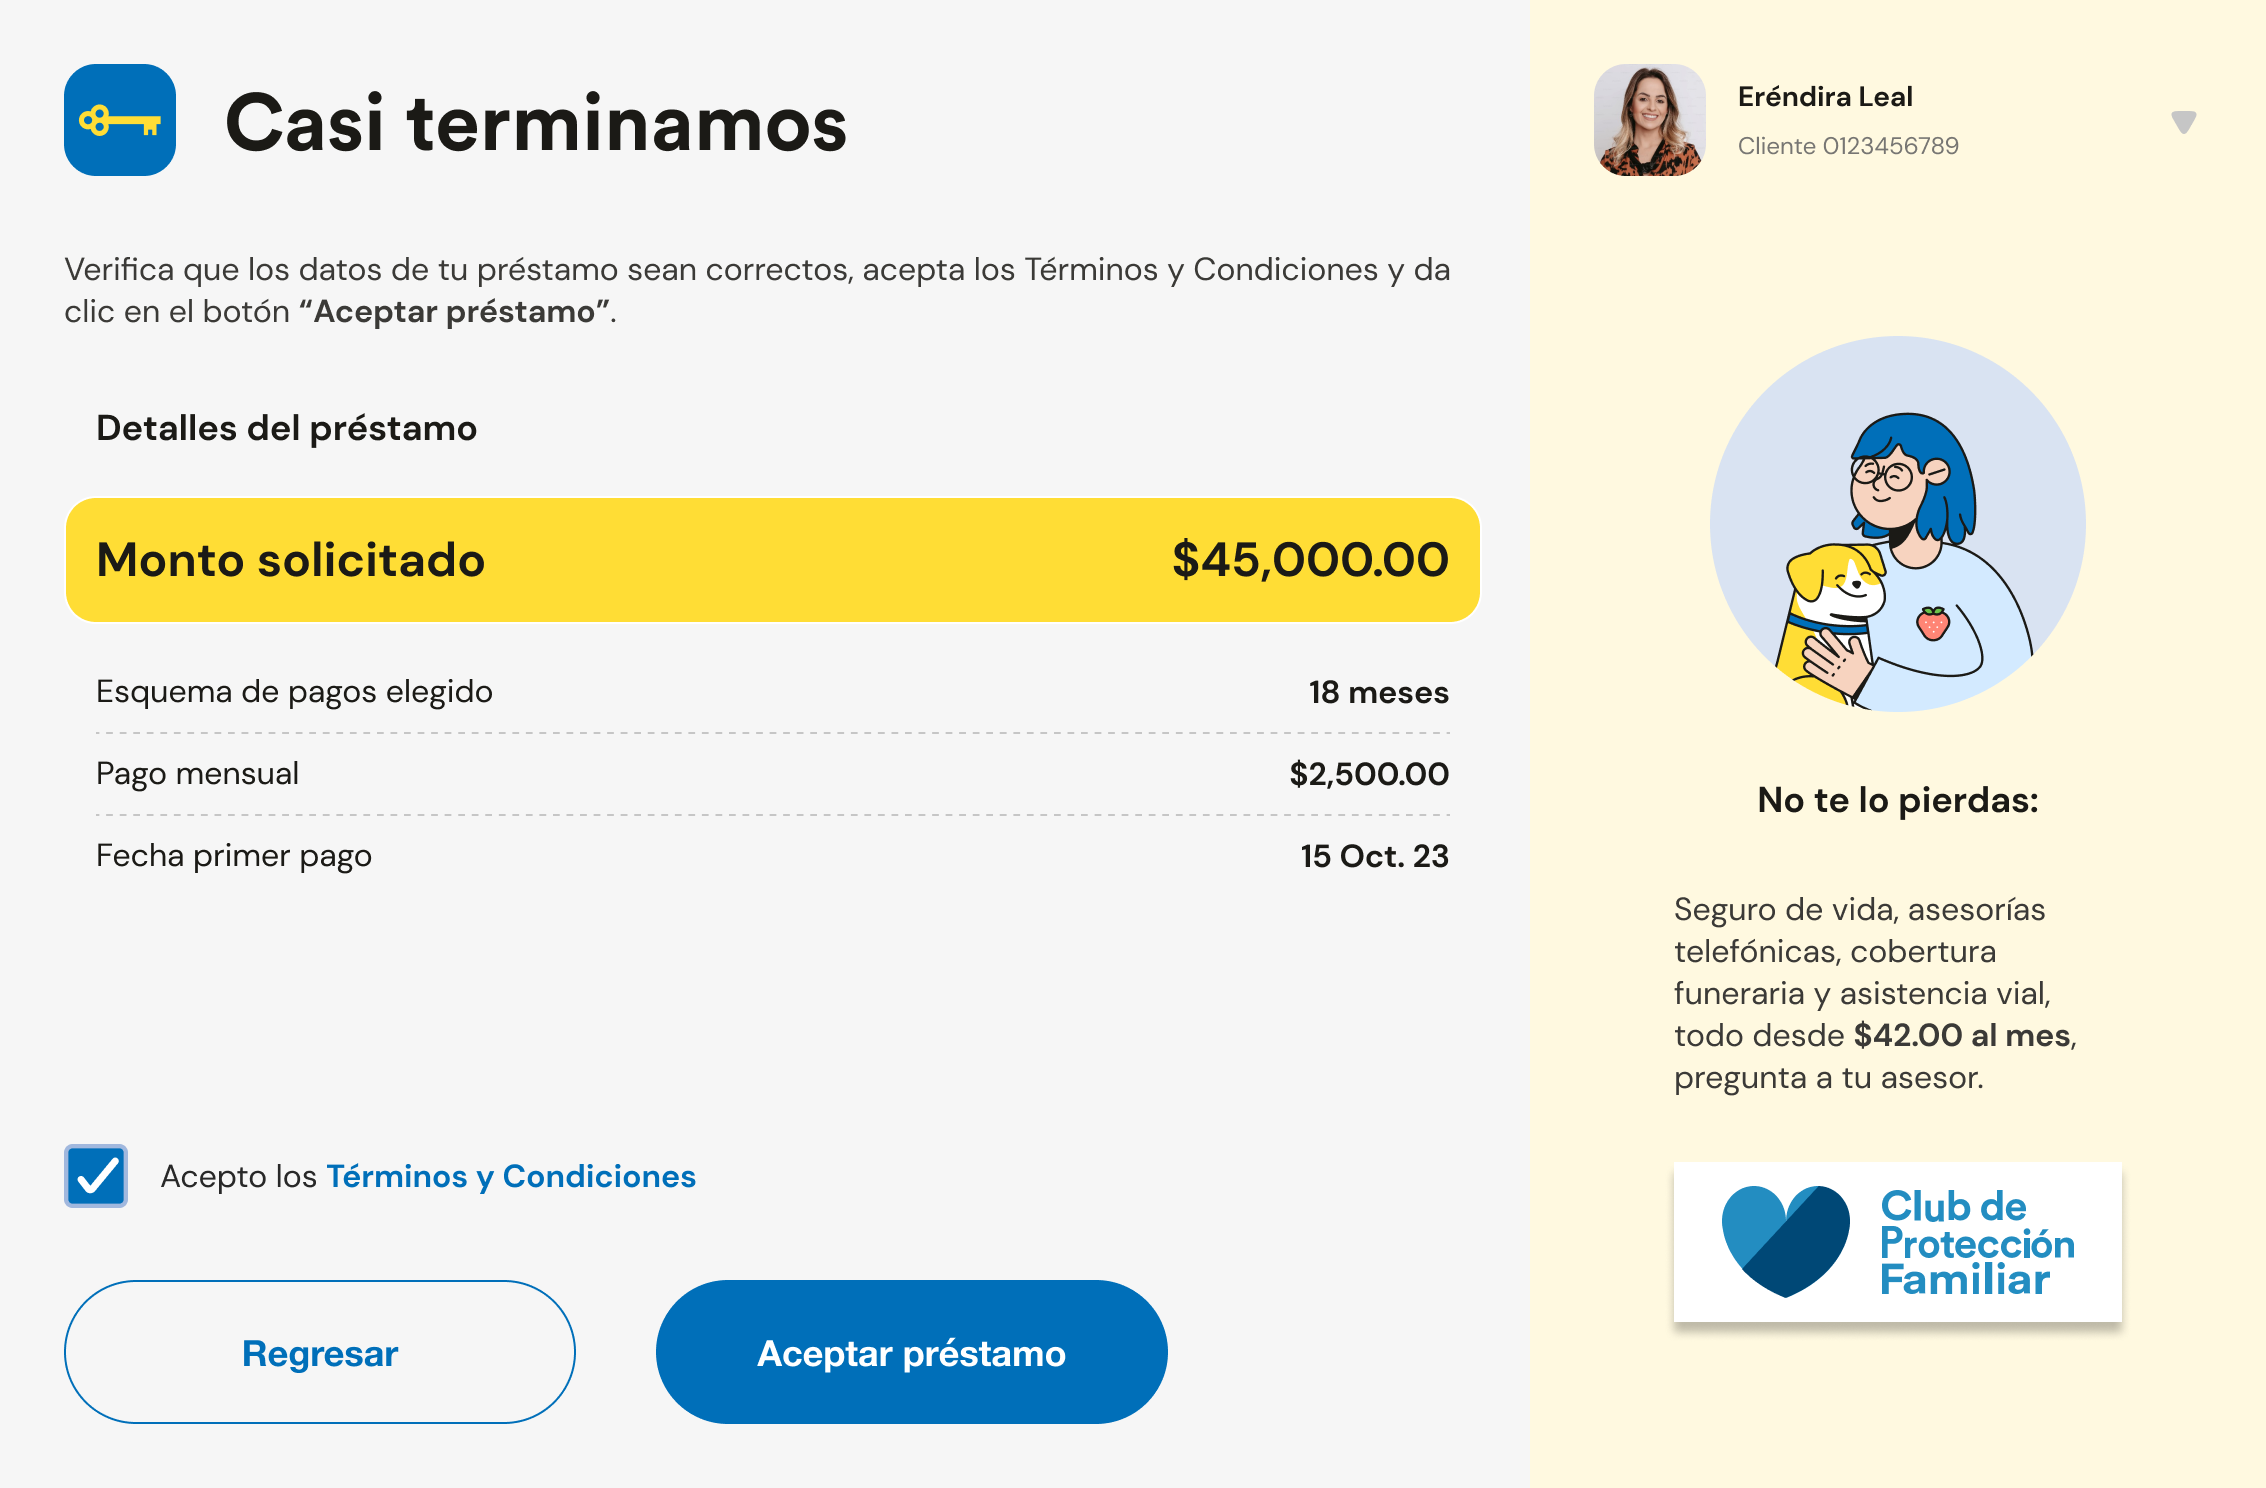 Casi terminamos
Verifica que los datos de tu préstamo sean correctos, acepta los Términos y Condiciones y da
clic en el botón “Aceptar préstamo”.
Detalles del préstamo
Monto solicitado $45,000.00
Esquema de pagos elegido 18 meses
Pago mensual $2,500.00
Fecha primer pago 15 Oct. 23
Acepto los Términos y Condiciones
Regresar Aceptar préstamo
Eréndira Leal
Cliente 0123456789
No te lo pierdas:
Seguro de vida, asesorías
telefónicas, cobertura
funeraria y asistencia vial,
todo desde $42.00 al mes,
pregunta a tu asesor.
Club de
Protección
Familiar